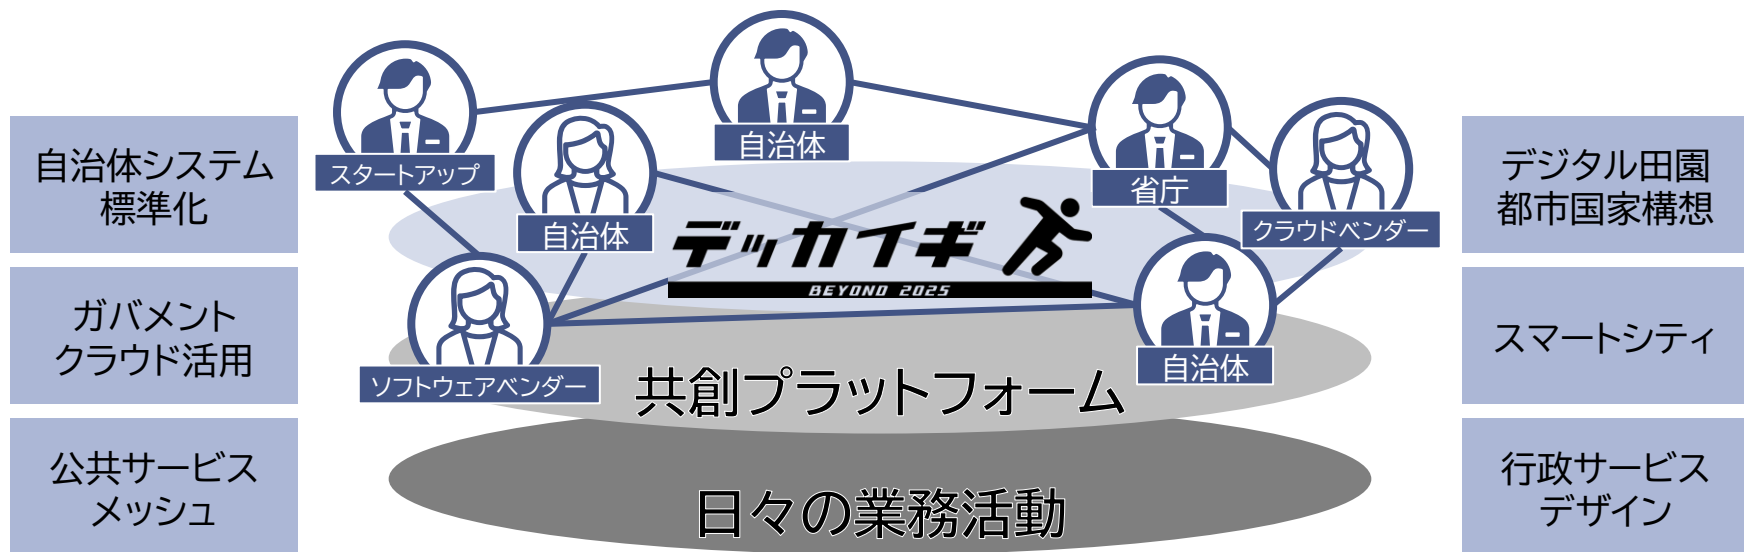 自治体システム
標準化
ガバメント
クラウド活用
公共サービス
メッシュ
スタートアップ
自治体
自治体
省庁
クラウドベンダー
ソフトウェアベンダー
自治体
デッカイギ
BEYOND 2025
共創プラットフォーム
日々の業務活動
デジタル田園
都市国家構想
スマートシティ
行政サービス
デザイン